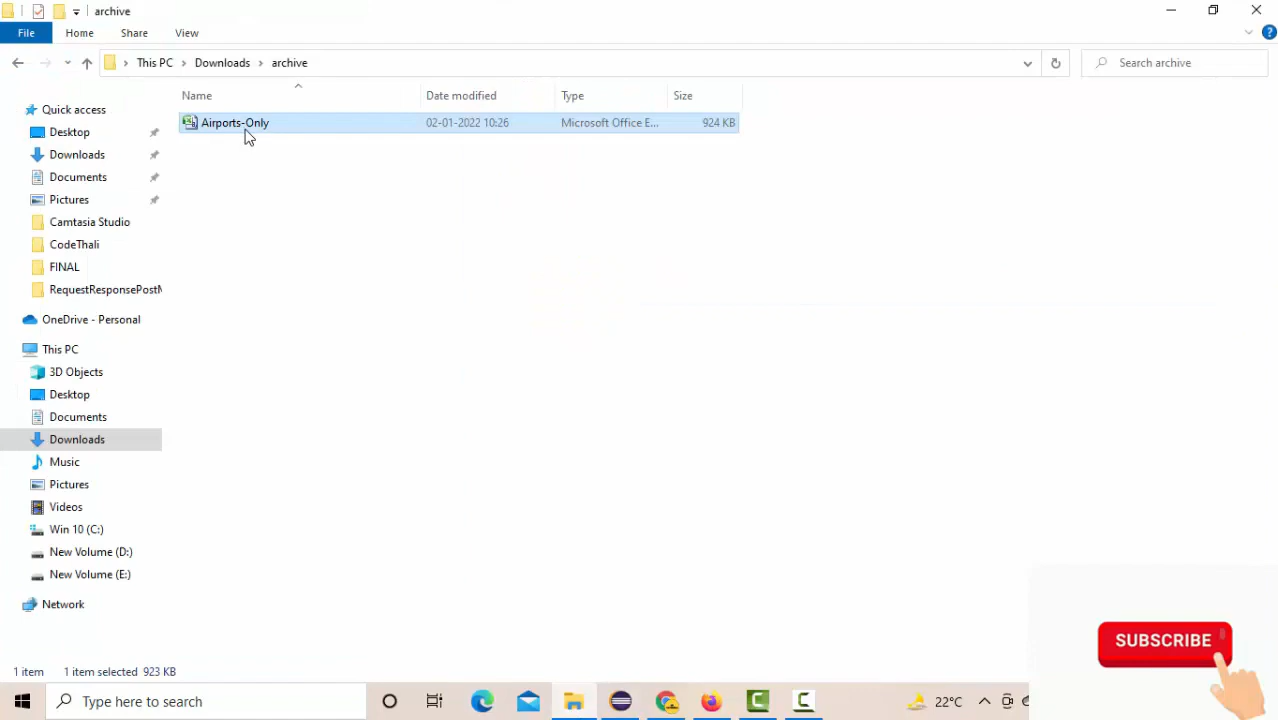 archive
File Home Share View
This PC Downloads archive
Search archive
Name Date modified Type Size
Airports-Only 02-01-2022 10:26 Microsoft Office E... 924 KB
Quick access
Desktop
Downloads
Documents
Pictures
Camtasia Studio
CodeThali
FINAL
RequestResponsePostM
OneDrive - Personal
This PC
3D Objects
Desktop
Documents
Downloads
Music
Pictures
Videos
Win 10 (C:)
New Volume (D:)
New Volume (E:)
Network
SUBSCRIBE
1 item 1 item selected 923 KB
Type here to search
22°C